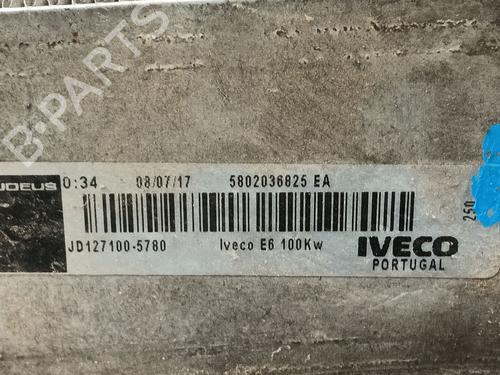 B-PARTS
0:34 08/07/17 5802036825 EA
JD127100-5780 Iveco E6 100Kw
IVECO
PORTUGAL
250